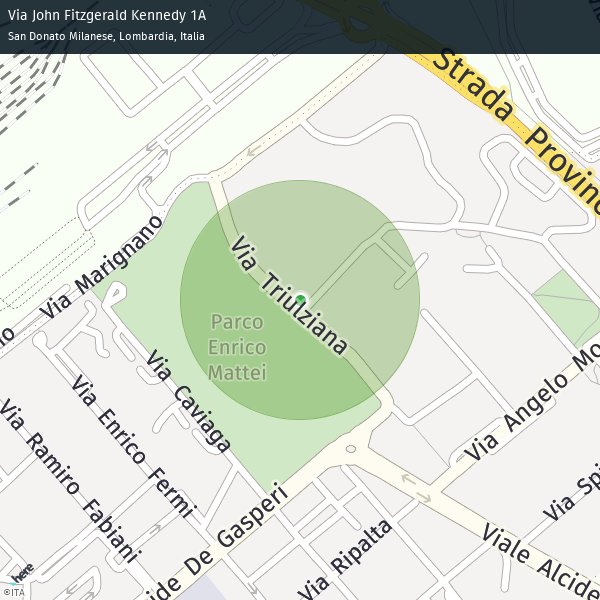 Via John Fitzgerald Kennedy 1A
San Donato Milanese, Lombardia, Italia
Strada Provinc
Via Marignano
Via Triulziana
Parco
Enrico
Mattei
Via Caviaga
Via Enrico Fermi
Via Ramiro Fabiani
Via Angelo Mo
Via Spi
ide De Gasperi
Via Ripalta
Viale Alcide
no
here
©ITA